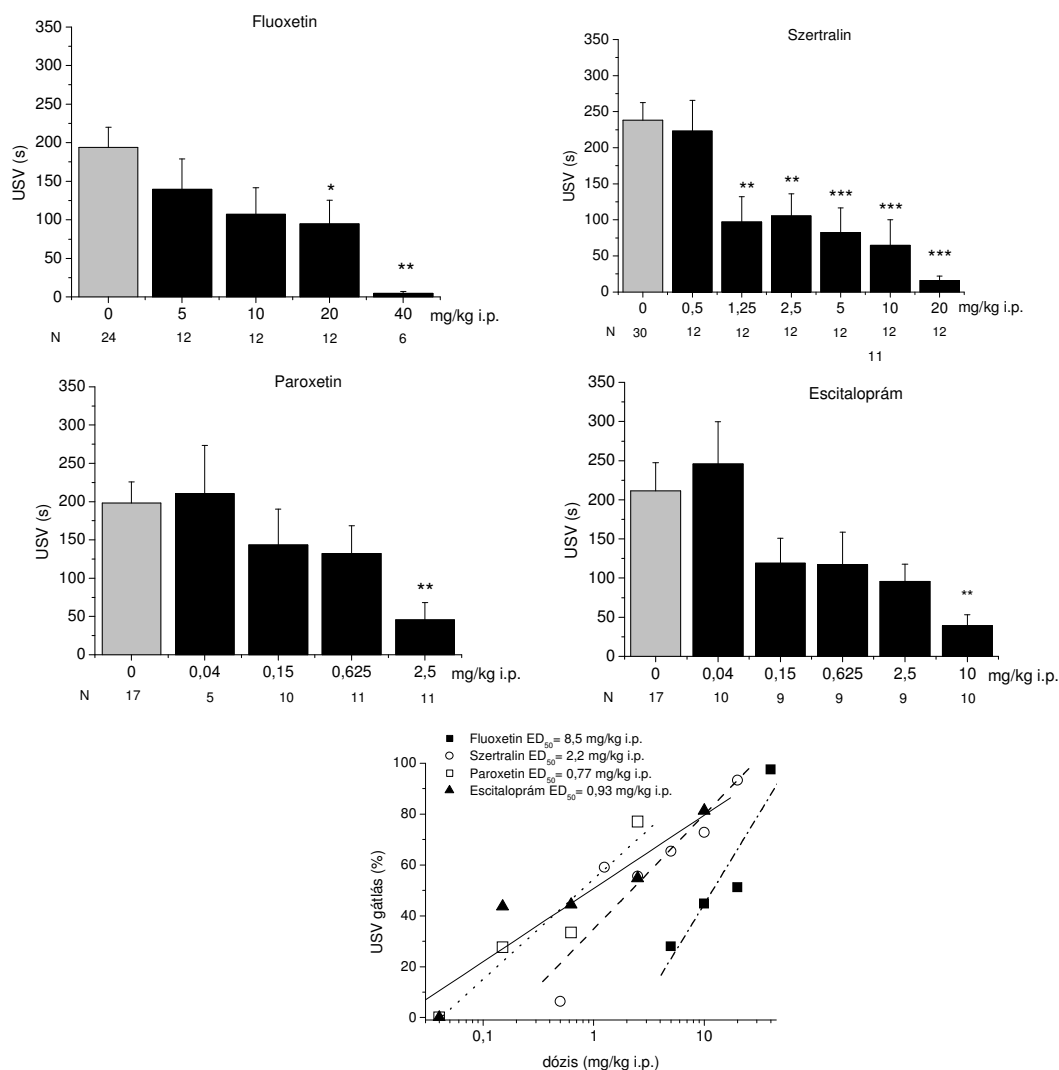 Fluoxetin
350
300
250
200
150
100
50
0
USV (s)
*
**
0 5 10 20 40 mg/kg i.p.
N 24 12 12 12 6
Szertralin
350
300
250
200
150
100
50
0
USV (s)
** ** *** *** ***
0 0,5 1,25 2,5 5 10 20 mg/kg i.p.
N 30 12 12 12 12 12 12
11
Paroxetin
350
300
250
200
150
100
50
0
USV (s)
**
0 0,04 0,15 0,625 2,5 mg/kg i.p.
N 17 5 10 11 11
Escitaloprám
350
300
250
200
150
100
50
0
USV (s)
**
0 0,04 0,15 0,625 2,5 10 mg/kg i.p.
N 17 10 9 9 9 10
Fluoxetin ED50= 8,5 mg/kg i.p.
Szertralin ED50= 2,2 mg/kg i.p.
Paroxetin ED50= 0,77 mg/kg i.p.
Escitaloprám ED50= 0,93 mg/kg i.p.
100
80
60
40
20
0
USV gátlás (%)
0,1 1 10
dózis (mg/kg i.p.)